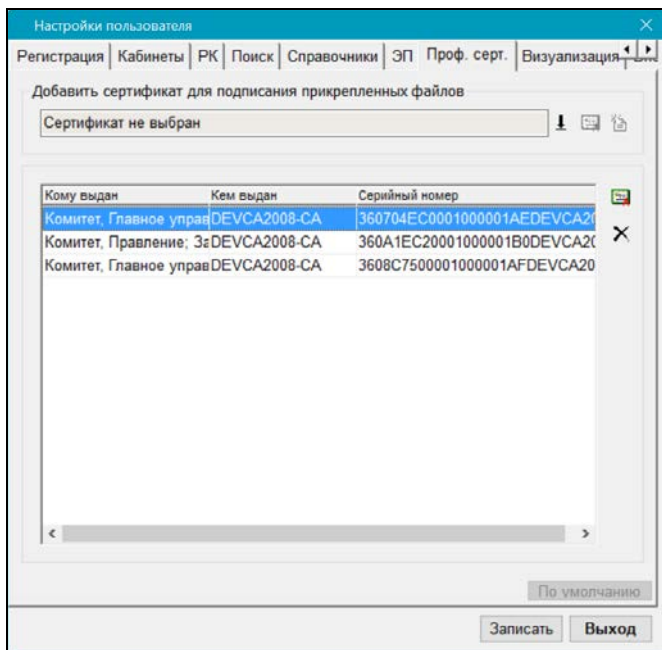 Настройки пользователя
Регистрация Кабинеты РК Поиск Справочники ЭП Проф. серт. Визуализация
Добавить сертификат для подписания прикрепленных файлов
Сертификат не выбран
Кому выдан Кем выдан Серийный номер
Комитет, Главное управ DEVCA2008-CA 360704EC0001000001AEDEVCA20
Комитет, Правление; За DEVCA2008-CA 360A1EC20001000001B0DEVCA20
Комитет, Главное управ DEVCA2008-CA 3608C7500001000001AFDEVCA20
По умолчанию
Записать Выход